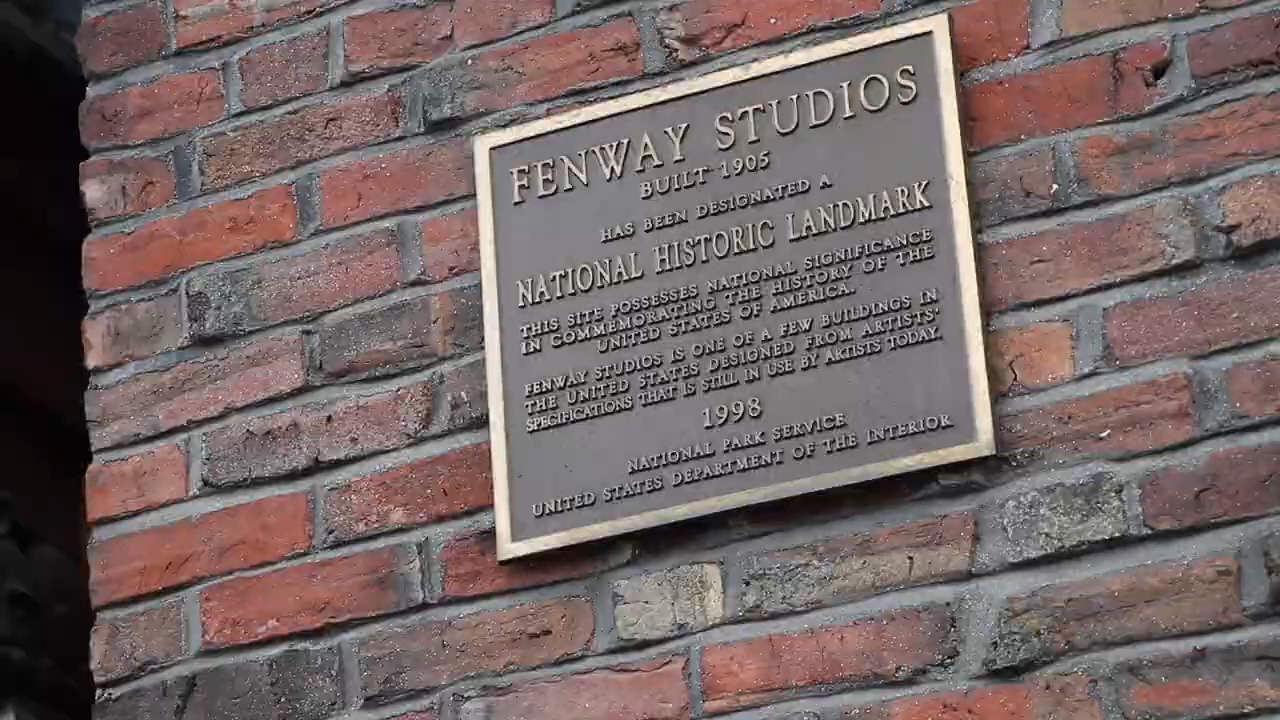 FENWAY STUDIOS
BUILT 1905
HAS BEEN DESIGNATED A
NATIONAL HISTORIC LANDMARK
THIS SITE POSSESSES NATIONAL SIGNIFICANCE
IN COMMEMORATING THE HISTORY OF THE
UNITED STATES OF AMERICA.
FENWAY STUDIOS IS ONE OF A FEW BUILDINGS IN
THE UNITED STATES DESIGNED FROM ARTISTS'
SPECIFICATIONS THAT IS STILL IN USE BY ARTISTS TODAY.
1998
NATIONAL PARK SERVICE
UNITED STATES DEPARTMENT OF THE INTERIOR